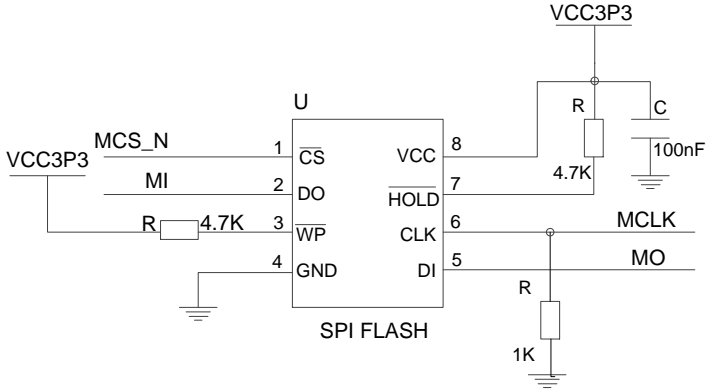 VCC3P3
U
R
C
MCS_N
1
CS
VCC
8
100nF
VCC3P3
MI
2
DO
HOLD
7
4.7K
R
4.7K
3
WP
CLK
6
MCLK
4
GND
DI
5
MO
R
SPI FLASH
1K